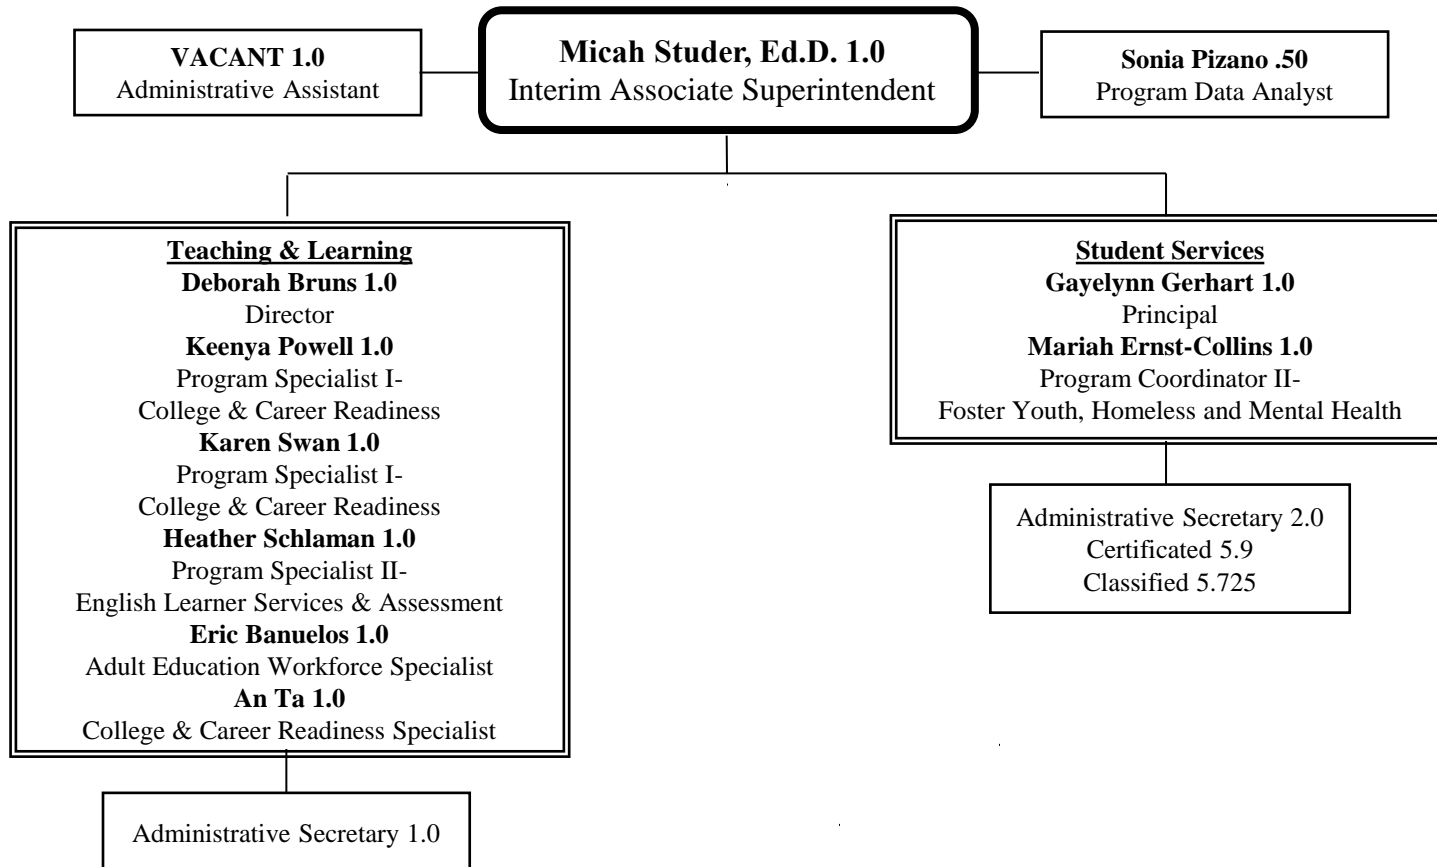 VACANT 1.0
Administrative Assistant
Micah Studer, Ed.D. 1.0
Interim Associate Superintendent
Sonia Pizano .50
Program Data Analyst
Teaching & Learning
Deborah Bruns 1.0
Director
Keenya Powell 1.0
Program Specialist I-
College & Career Readiness
Karen Swan 1.0
Program Specialist I-
College & Career Readiness
Heather Schlaman 1.0
Program Specialist II-
English Learner Services & Assessment
Eric Banuelos 1.0
Adult Education Workforce Specialist
An Ta 1.0
College & Career Readiness Specialist
Administrative Secretary 1.0
Student Services
Gayelynn Gerhart 1.0
Principal
Mariah Ernst-Collins 1.0
Program Coordinator II-
Foster Youth, Homeless and Mental Health
Administrative Secretary 2.0
Certificated 5.9
Classified 5.725